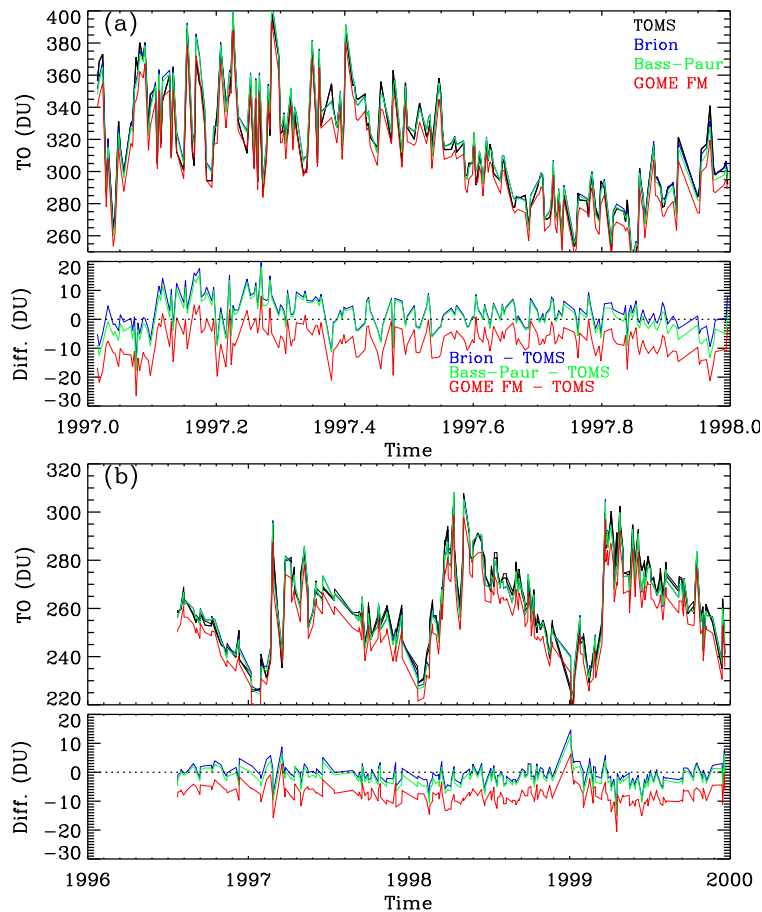 (a)
TOMS
Brion
Bass-Paur
GOME FM
400
380
360
340
320
300
280
260
TO (DU)
20
10
0
-10
-20
-30
Diff. (DU)
Brion - TOMS
Bass-Paur - TOMS
GOME FM - TOMS
1997.0 1997.2 1997.4 1997.6 1997.8 1998.0
Time
(b)
320
300
280
260
240
220
TO (DU)
20
10
0
-10
-20
-30
Diff. (DU)
1996 1997 1998 1999 2000
Time